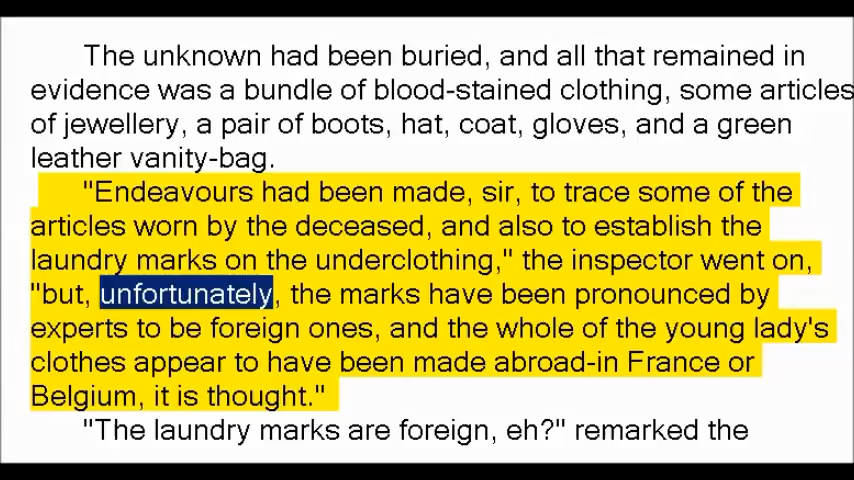 The unknown had been buried, and all that remained in
evidence was a bundle of blood-stained clothing, some articles
of jewellery, a pair of boots, hat, coat, gloves, and a green
leather vanity-bag.
"Endeavours had been made, sir, to trace some of the
articles worn by the deceased, and also to establish the
laundry marks on the underclothing," the inspector went on,
"but, unfortunately, the marks have been pronounced by
experts to be foreign ones, and the whole of the young lady's
clothes appear to have been made abroad-in France or
Belgium, it is thought."
"The laundry marks are foreign, eh?" remarked the